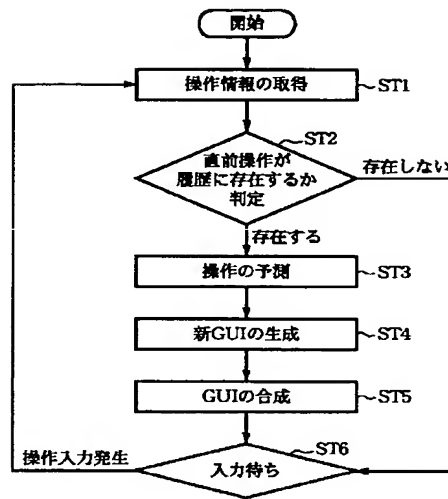 開始
操作情報の取得
ST1
ST2
直前操作が
履歴に存在するか
判定
存在しない
存在する
操作の予測
ST3
新GUIの生成
ST4
GUIの合成
ST5
操作入力発生
ST6
入力待ち